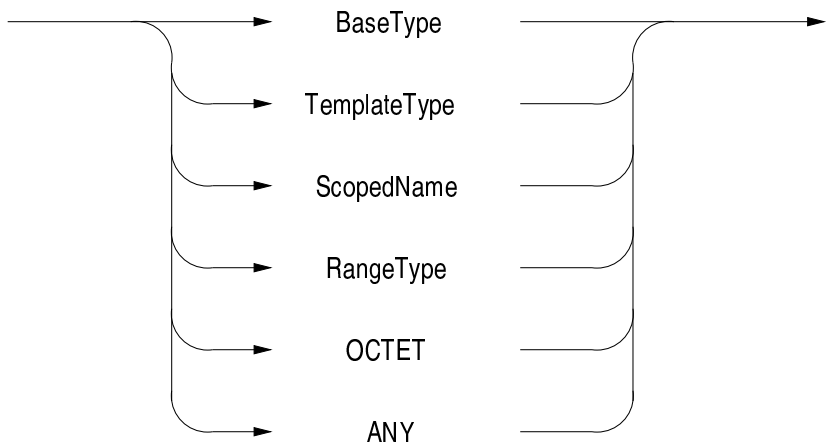 BaseType
TemplateType
ScopedName
RangeType
OCTET
ANY